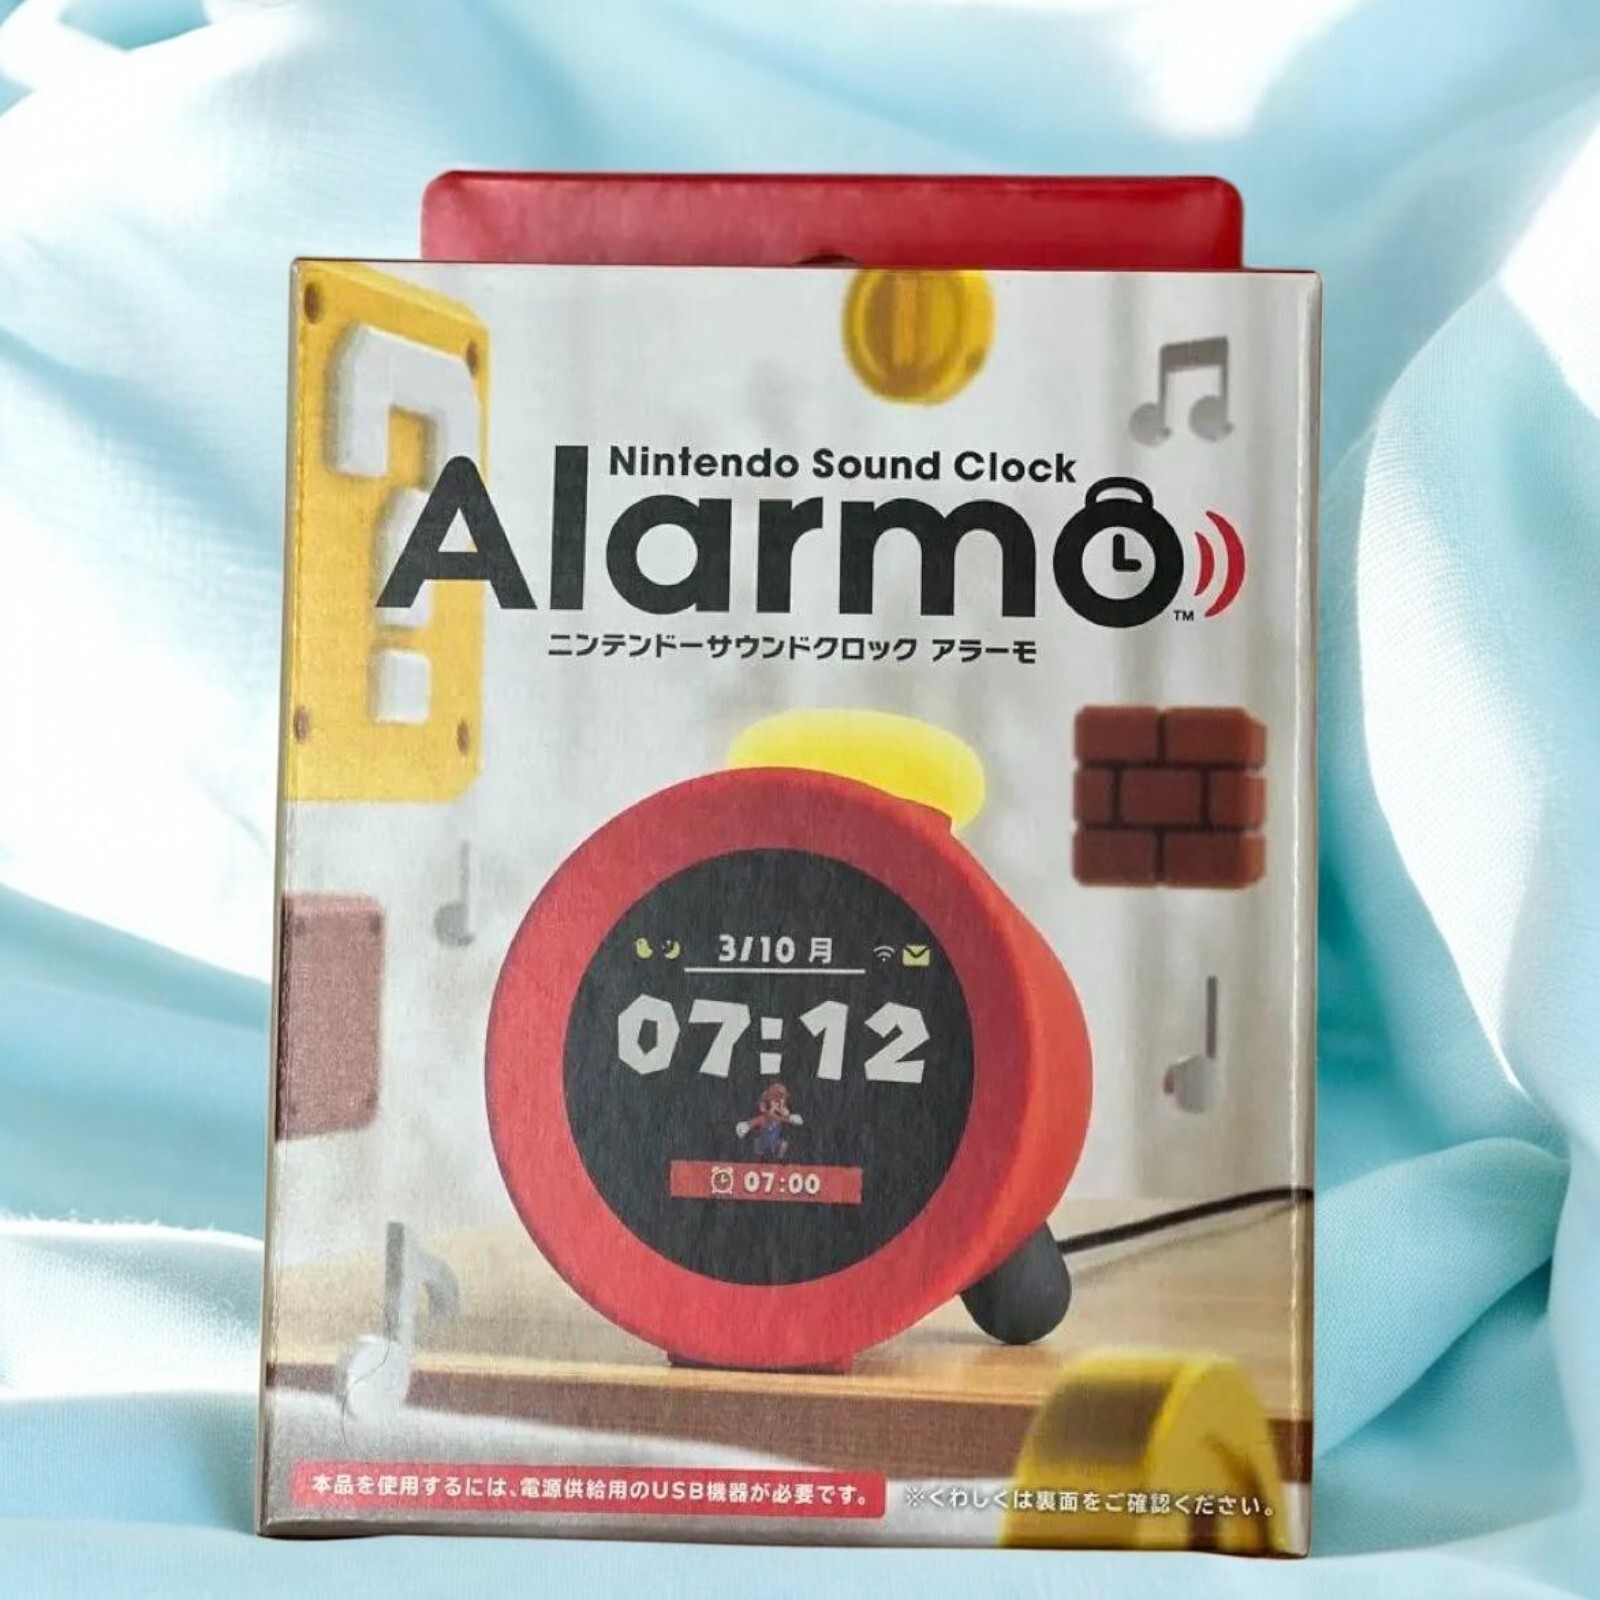 Nintendo Sound Clock
Alarmo
TM
ニンテンドーサウンドクロック アラーモ
3/10 月
07:12
07:00
本品を使用するには、電源供給用のUSB機器が必要です。
※くわしくは裏面をご確認ください。